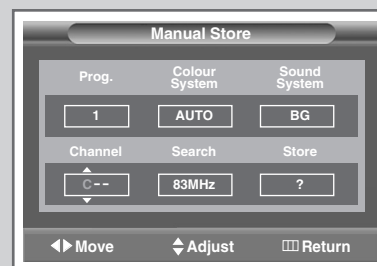 Manual Store
Prog. Colour System Sound System
1 AUTO BG
Channel Search Store
C-- 83MHz ?
Move Adjust Return